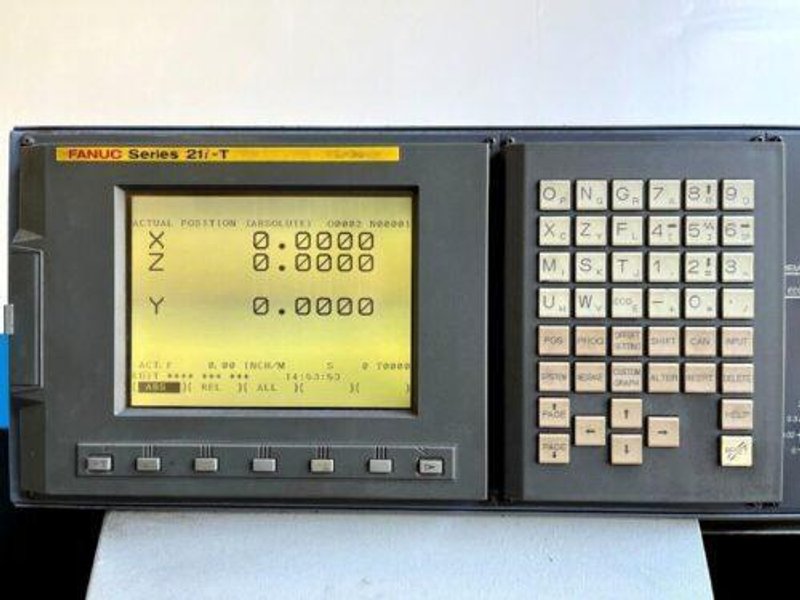 FANUC Series 21i-T
ACTUAL POSITION (ABSOLUTE) O0002 N00001
X 0.0000
Z 0.0000
Y 0.0000
ACT.F 0.00 INCH/M S 0 T0000
EDIT **** *** *** 14:53:53
[ ABS ][ REL ][ ALL ][ ][ ]
O P N Q G R 7 A 8 B 9 D
X C Z Y F L 4 [ 5 ] 6 SP
M I S K T J 1 , 2 # 3 =
U H W V EOB E - + 0 * . /
POS PROG OFFSET SETTING SHIFT CAN INPUT
SYSTEM MESSAGE CUSTOM GRAPH ALTER INSERT DELETE
PAGE ↑ ↑ HELP
← →
PAGE ↓ ↓ RESET